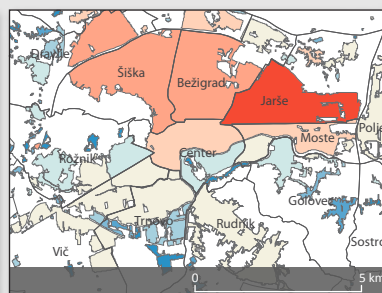 Dravlje
Šiška
Bežigrad
Jarše
Moste
Polje
Rožnik
Center
Golovec
Trnovo
Rudnik
Vič
Sostro
0
5 km